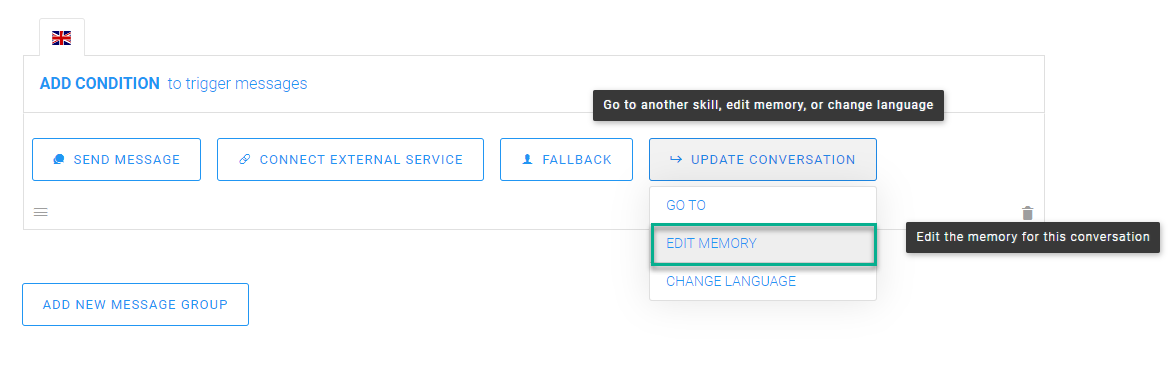 ADD CONDITION to trigger messages
Go to another skill, edit memory, or change language
SEND MESSAGE
CONNECT EXTERNAL SERVICE
FALLBACK
UPDATE CONVERSATION
GO TO
EDIT MEMORY
Edit the memory for this conversation
CHANGE LANGUAGE
ADD NEW MESSAGE GROUP